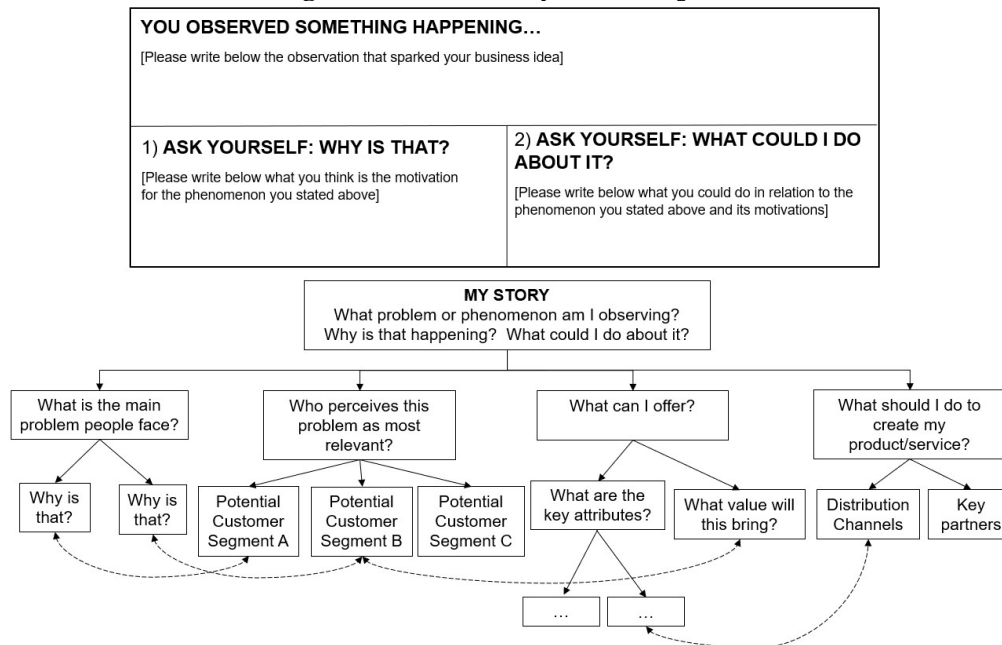 YOU OBSERVED SOMETHING HAPPENING…
[Please write below the observation that sparked your business idea]
1) ASK YOURSELF: WHY IS THAT?
[Please write below what you think is the motivation
for the phenomenon you stated above]
2) ASK YOURSELF: WHAT COULD I DO
ABOUT IT?
[Please write below what you could do in relation to the
phenomenon you stated above and its motivations]
MY STORY
What problem or phenomenon am I observing?
Why is that happening?  What could I do about it?
What is the main
problem people face?
Who perceives this
problem as most
relevant?
What can I offer?
What should I do to
create my
product/service?
Why is
that?
Why is
that?
Potential
Customer
Segment A
Potential
Customer
Segment B
Potential
Customer
Segment C
What are the
key attributes?
What value will
this bring?
Distribution
Channels
Key
partners
…
…